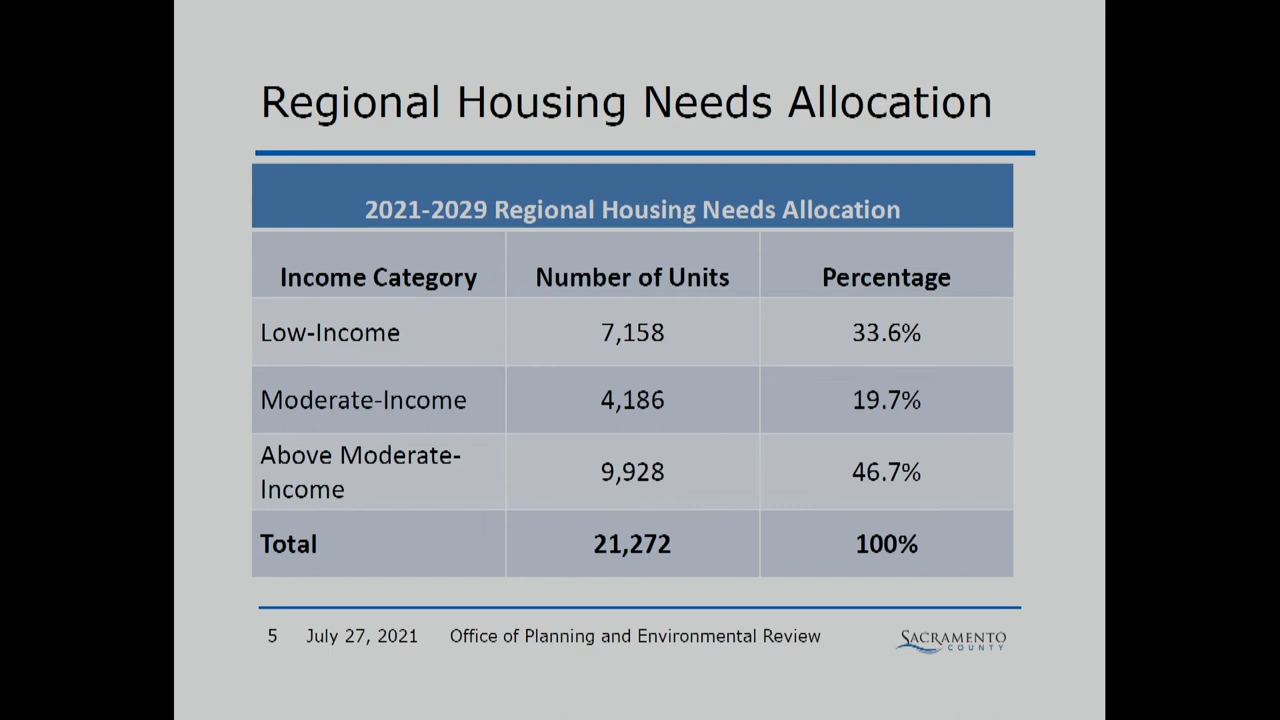 Regional Housing Needs Allocation
2021-2029 Regional Housing Needs Allocation
Income Category Number of Units Percentage
Low-Income 7,158 33.6%
Moderate-Income 4,186 19.7%
Above Moderate-
Income 9,928 46.7%
Total 21,272 100%
5 July 27, 2021 Office of Planning and Environmental Review
SACRAMENTO
COUNTY